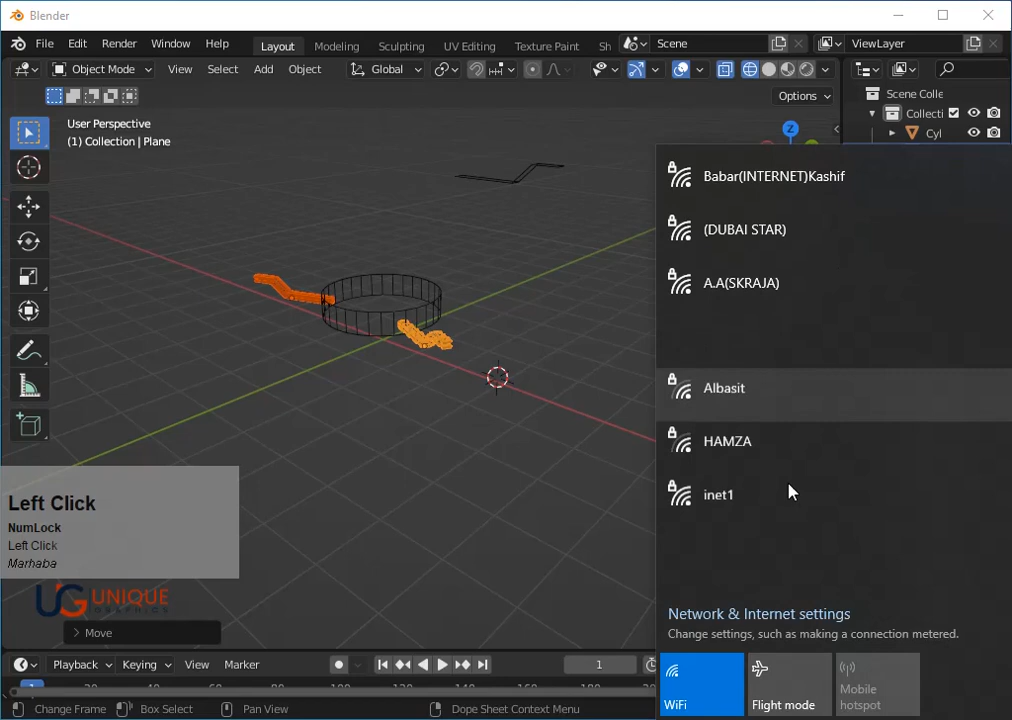 Blender
File Edit Render Window Help Layout Modeling Sculpting UV Editing Texture Paint Sh Scene ViewLayer
Object Mode View Select Add Object Global
Options
Scene Colle
Collecti
Cyl
User Perspective
(1) Collection | Plane
Z
Babar(INTERNET)Kashif
(DUBAI STAR)
A.A(SKRAJA)
Albasit
HAMZA
inet1
Left Click
NumLock
Left Click
Marhaba
UG UNIQUE
GRAPHICS
Move
Network & Internet settings
Change settings, such as making a connection metered.
Playback Keying View Marker 1
WiFi
Flight mode
Mobile
hotspot
Change Frame Box Select Pan View Dope Sheet Context Menu